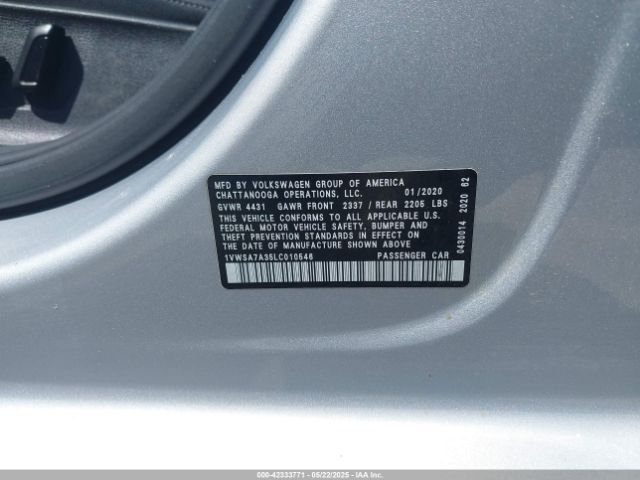 MFD BY VOLKSWAGEN GROUP OF AMERICA
CHATTANOOGA OPERATIONS, LLC. 01/2020
GVWR 4431 GAWR FRONT 2337 / REAR 2205 LBS
THIS VEHICLE CONFORMS TO ALL APPLICABLE U.S.
FEDERAL MOTOR VEHICLE SAFETY, BUMPER AND
THEFT PREVENTION STANDARDS IN EFFECT ON
THE DATE OF MANUFACTURE SHOWN ABOVE
1VWSA7A35LC010546 PASSENGER CAR
0430014 2020 62
000-42333771 - 05/22/2025 - IAA Inc.